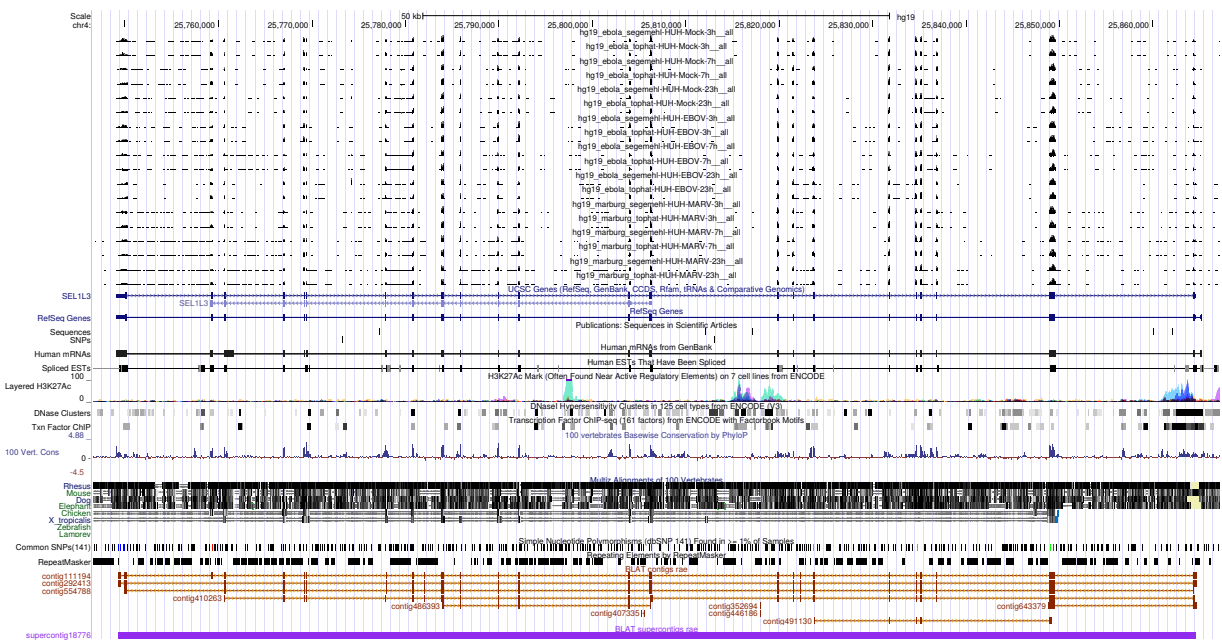 Scale 50 kb hg19
chr4: 25,760,000 25,770,000 25,780,000 25,790,000 25,800,000 25,810,000 25,820,000 25,830,000 25,840,000 25,850,000 25,860,000
hg19_ebola_segemehl-HUH-Mock-3h__all
hg19_ebola_tophat-HUH-Mock-3h__all
hg19_ebola_segemehl-HUH-Mock-7h__all
hg19_ebola_tophat-HUH-Mock-7h__all
hg19_ebola_segemehl-HUH-Mock-23h__all
hg19_ebola_tophat-HUH-Mock-23h__all
hg19_ebola_segemehl-HUH-EBOV-3h__all
hg19_ebola_tophat-HUH-EBOV-3h__all
hg19_ebola_segemehl-HUH-EBOV-7h__all
hg19_ebola_tophat-HUH-EBOV-7h__all
hg19_ebola_segemehl-HUH-EBOV-23h__all
hg19_ebola_tophat-HUH-EBOV-23h__all
hg19_marburg_segemehl-HUH-MARV-3h__all
hg19_marburg_tophat-HUH-MARV-3h__all
hg19_marburg_segemehl-HUH-MARV-7h__all
hg19_marburg_tophat-HUH-MARV-7h__all
hg19_marburg_segemehl-HUH-MARV-23h__all
hg19_marburg_tophat-HUH-MARV-23h__all
UCSC Genes (RefSeq, GenBank, CCDS, Rfam, tRNAs & Comparative Genomics)
SEL1L3
SEL1L3
RefSeq Genes
RefSeq Genes
Publications: Sequences in Scientific Articles
Sequences
SNPs
Human mRNAs from GenBank
Human mRNAs
Human ESTs That Have Been Spliced
Spliced ESTs
H3K27Ac Mark (Often Found Near Active Regulatory Elements) on 7 cell lines from ENCODE
100
Layered H3K27Ac
0
DNaseI Hypersensitivity Clusters in 125 cell types from ENCODE (V3)
DNase Clusters
Transcription Factor ChIP-seq (161 factors) from ENCODE with Factorbook Motifs
Txn Factor ChIP
100 vertebrates Basewise Conservation by PhyloP
4.88
100 Vert. Cons
0
-4.5
Multiz Alignments of 100 Vertebrates
Rhesus
Mouse
Dog
Elephant
Chicken
X_tropicalis
Zebrafish
Lamprey
Simple Nucleotide Polymorphisms (dbSNP 141) Found in >= 1% of Samples
Common SNPs(141)
Repeating Elements by RepeatMasker
RepeatMasker
BLAT contigs rae
contig111194
contig292413
contig554788
contig410263
contig486393 contig352694 contig643379
contig407335 contig446186
contig491130
BLAT supercontigs rae
supercontig18776